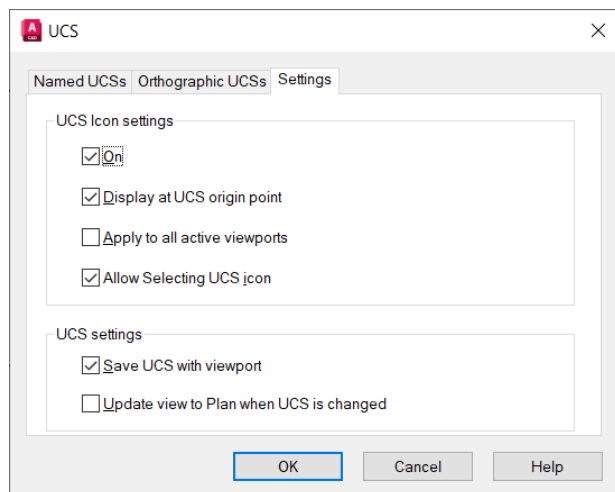 A CAD UCS
Named UCSs Orthographic UCSs Settings
UCS Icon settings
On
Display at UCS origin point
Apply to all active viewports
Allow Selecting UCS icon
UCS settings
Save UCS with viewport
Update view to Plan when UCS is changed
OK Cancel Help